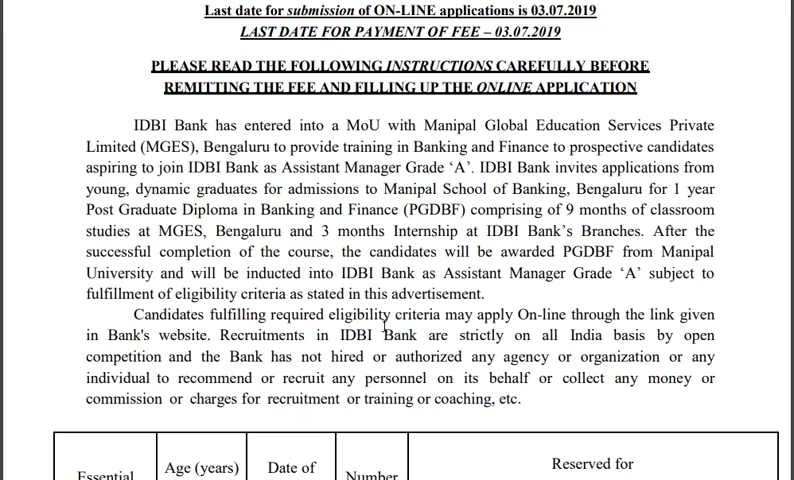 Last date for submission of ON-LINE applications is 03.07.2019
LAST DATE FOR PAYMENT OF FEE – 03.07.2019
PLEASE READ THE FOLLOWING INSTRUCTIONS CAREFULLY BEFORE
REMITTING THE FEE AND FILLING UP THE ONLINE APPLICATION
IDBI Bank has entered into a MoU with Manipal Global Education Services Private
Limited (MGES), Bengaluru to provide training in Banking and Finance to prospective candidates
aspiring to join IDBI Bank as Assistant Manager Grade ‘A’. IDBI Bank invites applications from
young, dynamic graduates for admissions to Manipal School of Banking, Bengaluru for 1 year
Post Graduate Diploma in Banking and Finance (PGDBF) comprising of 9 months of classroom
studies at MGES, Bengaluru and 3 months Internship at IDBI Bank’s Branches. After the
successful completion of the course, the candidates will be awarded PGDBF from Manipal
University and will be inducted into IDBI Bank as Assistant Manager Grade ‘A’ subject to
fulfillment of eligibility criteria as stated in this advertisement.
Candidates fulfilling required eligibility criteria may apply On-line through the link given
in Bank's website. Recruitments in IDBI Bank are strictly on all India basis by open
competition and the Bank has not hired or authorized any agency or organization or any
individual to recommend or recruit any personnel on its behalf or collect any money or
commission or charges for recruitment or training or coaching, etc.
Essential
Age (years)
Date of
Number
Reserved for